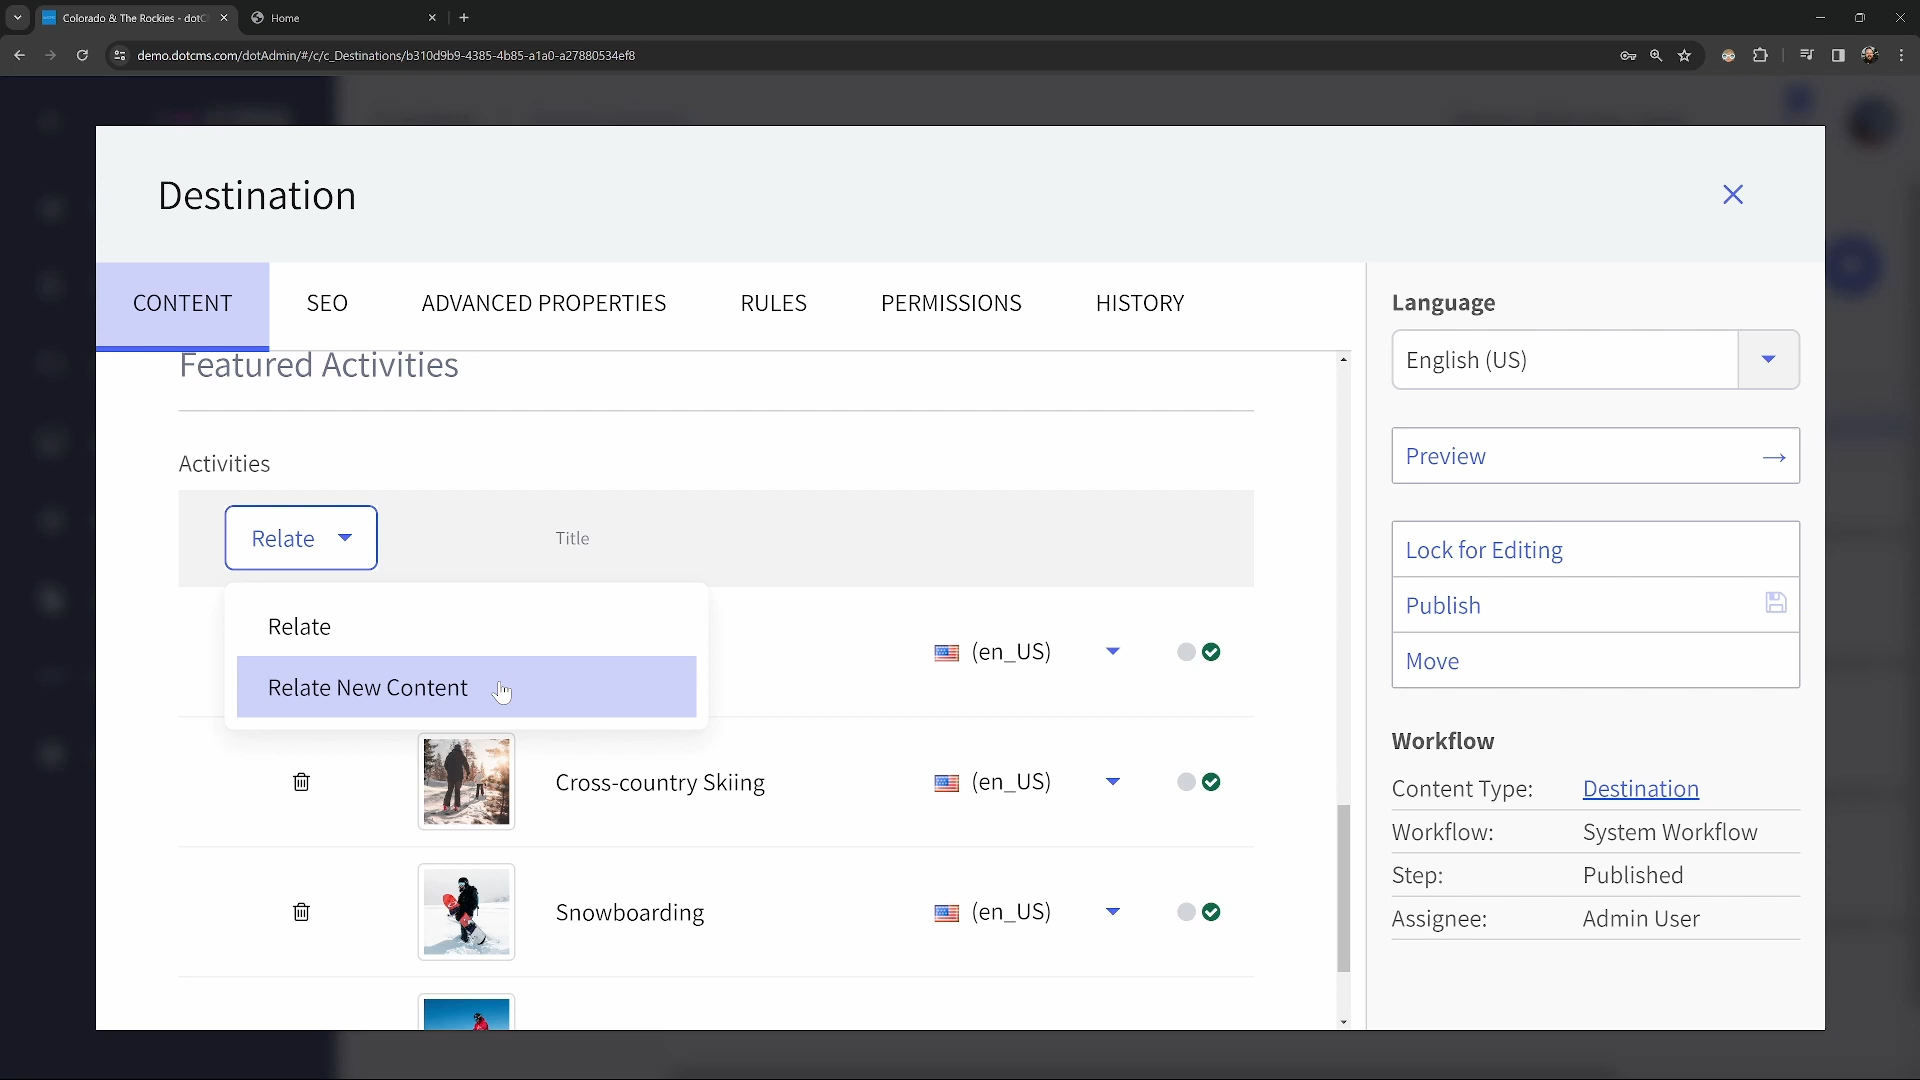 Colorado & The Rockies - dotC
Home
demo.dotcms.com/dotAdmin/#/c/c_Destinations/b310d9b9-4385-4b85-a1a0-a27880534ef8
Destination
CONTENT
SEO
ADVANCED PROPERTIES
RULES
PERMISSIONS
HISTORY
Featured Activities
Activities
Relate
Title
Relate
Relate New Content
(en_US)
Cross-country Skiing
(en_US)
Snowboarding
(en_US)
Language
English (US)
Preview
Lock for Editing
Publish
Move
Workflow
Content Type: Destination
Workflow: System Workflow
Step: Published
Assignee: Admin User